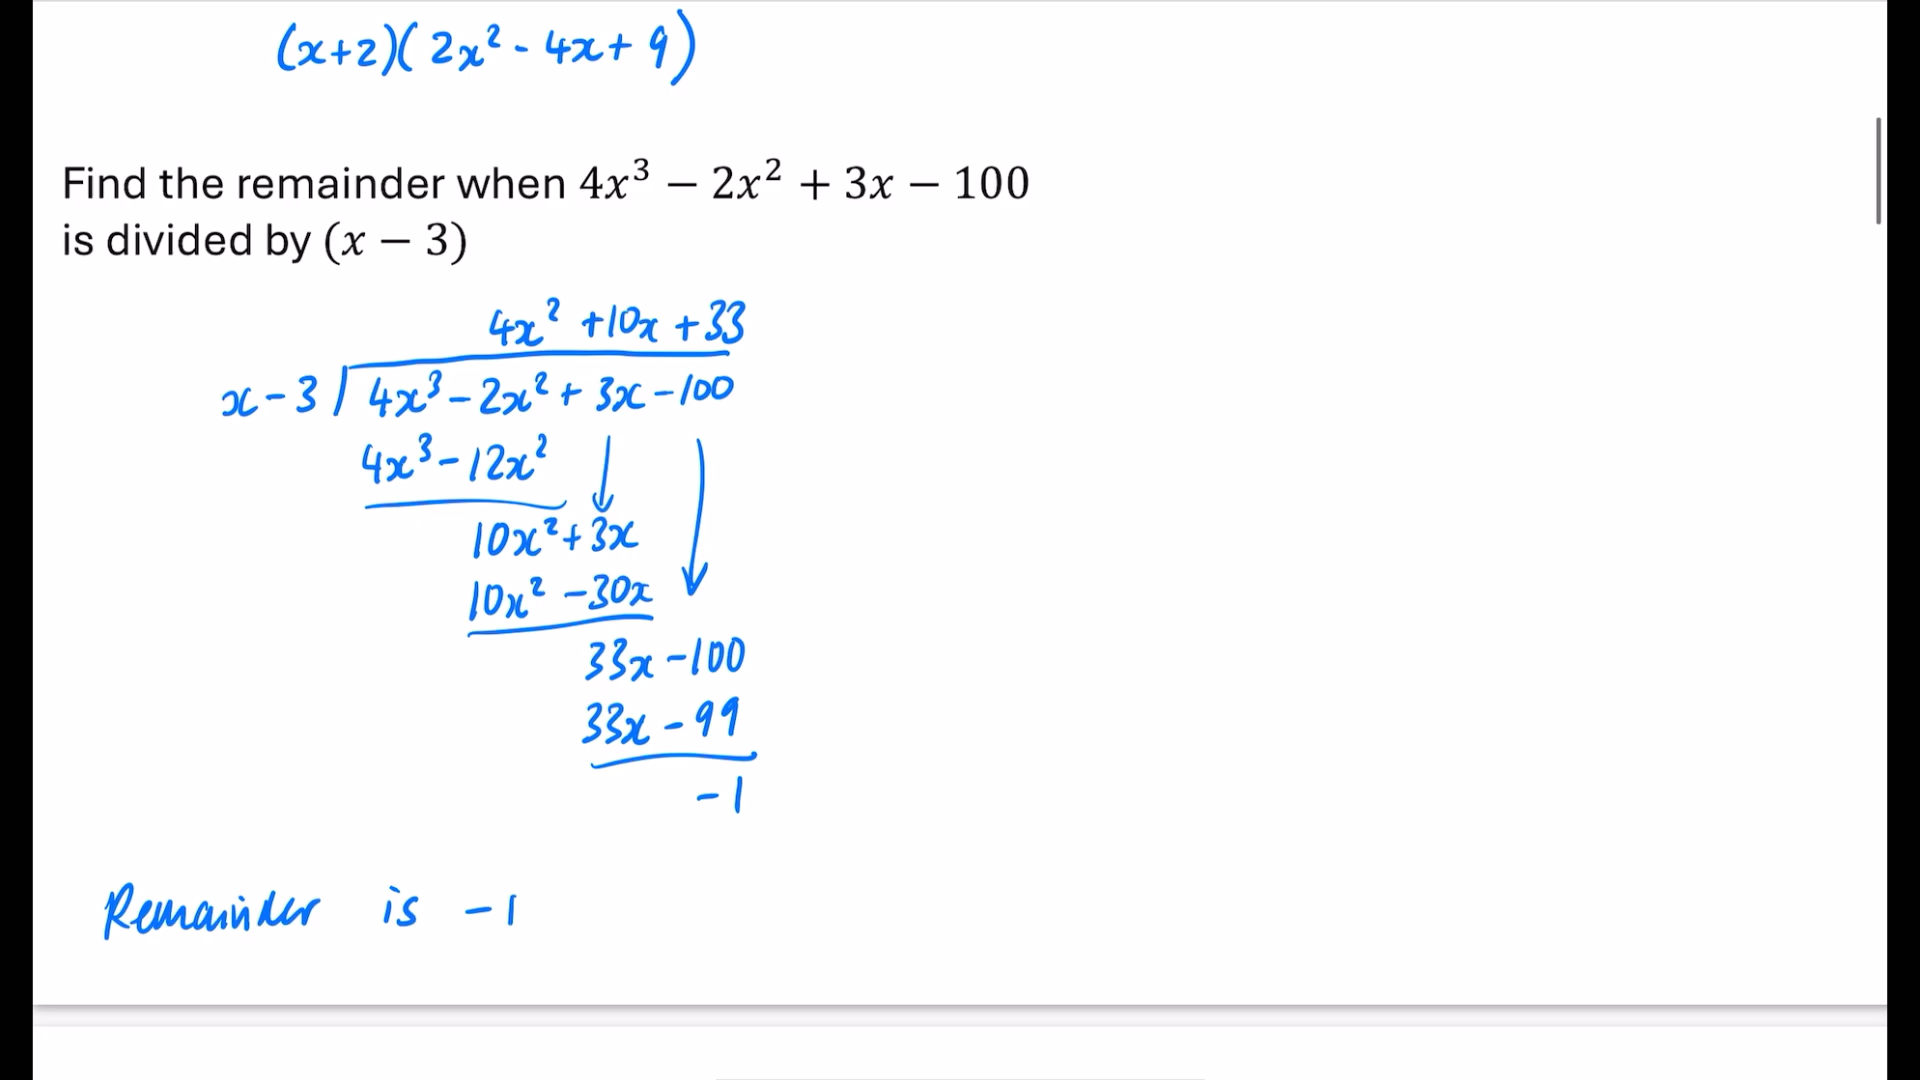 (x+2)(2x² - 4x + 9)
Find the remainder when 4x³ − 2x² + 3x − 100
is divided by (x − 3)
4x² +10x +33
x-3 ) 4x³ - 2x² + 3x - 100
4x³ - 12x²
10x² + 3x
10x² - 30x
33x - 100
33x - 99
-1
Remainder is -1